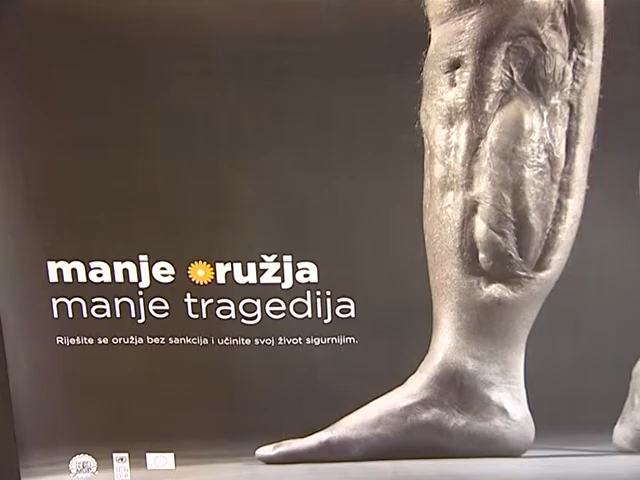 manje oružja
manje tragedija
Riješite se oružja bez sankcija i učinite svoj život sigurnijim.